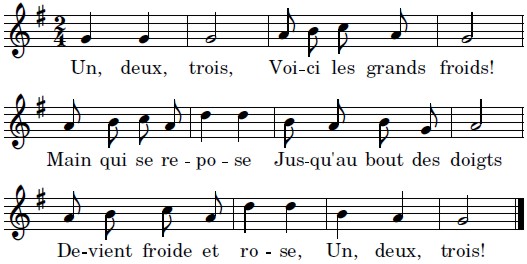 2
4
Un, deux, trois, Voi-ci les grands froids!
Main qui se re - po - se Jus-qu'au bout des doigts
De-vient froide et ro - se, Un, deux, trois!